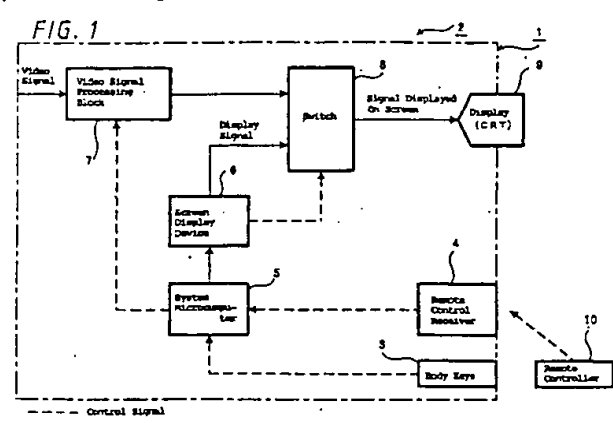 FIG. 1
2
1
Video
Signal
Video Signal
Processing
Block
7
8
Switch
Signal Displayed
On Screen
9
Display
(CRT)
Display
Signal
6
Screen
Display
Device
5
System
Microcomputer
4
Remote
Control
Receiver
3
Body Keys
10
Remote
Controller
Control Signal